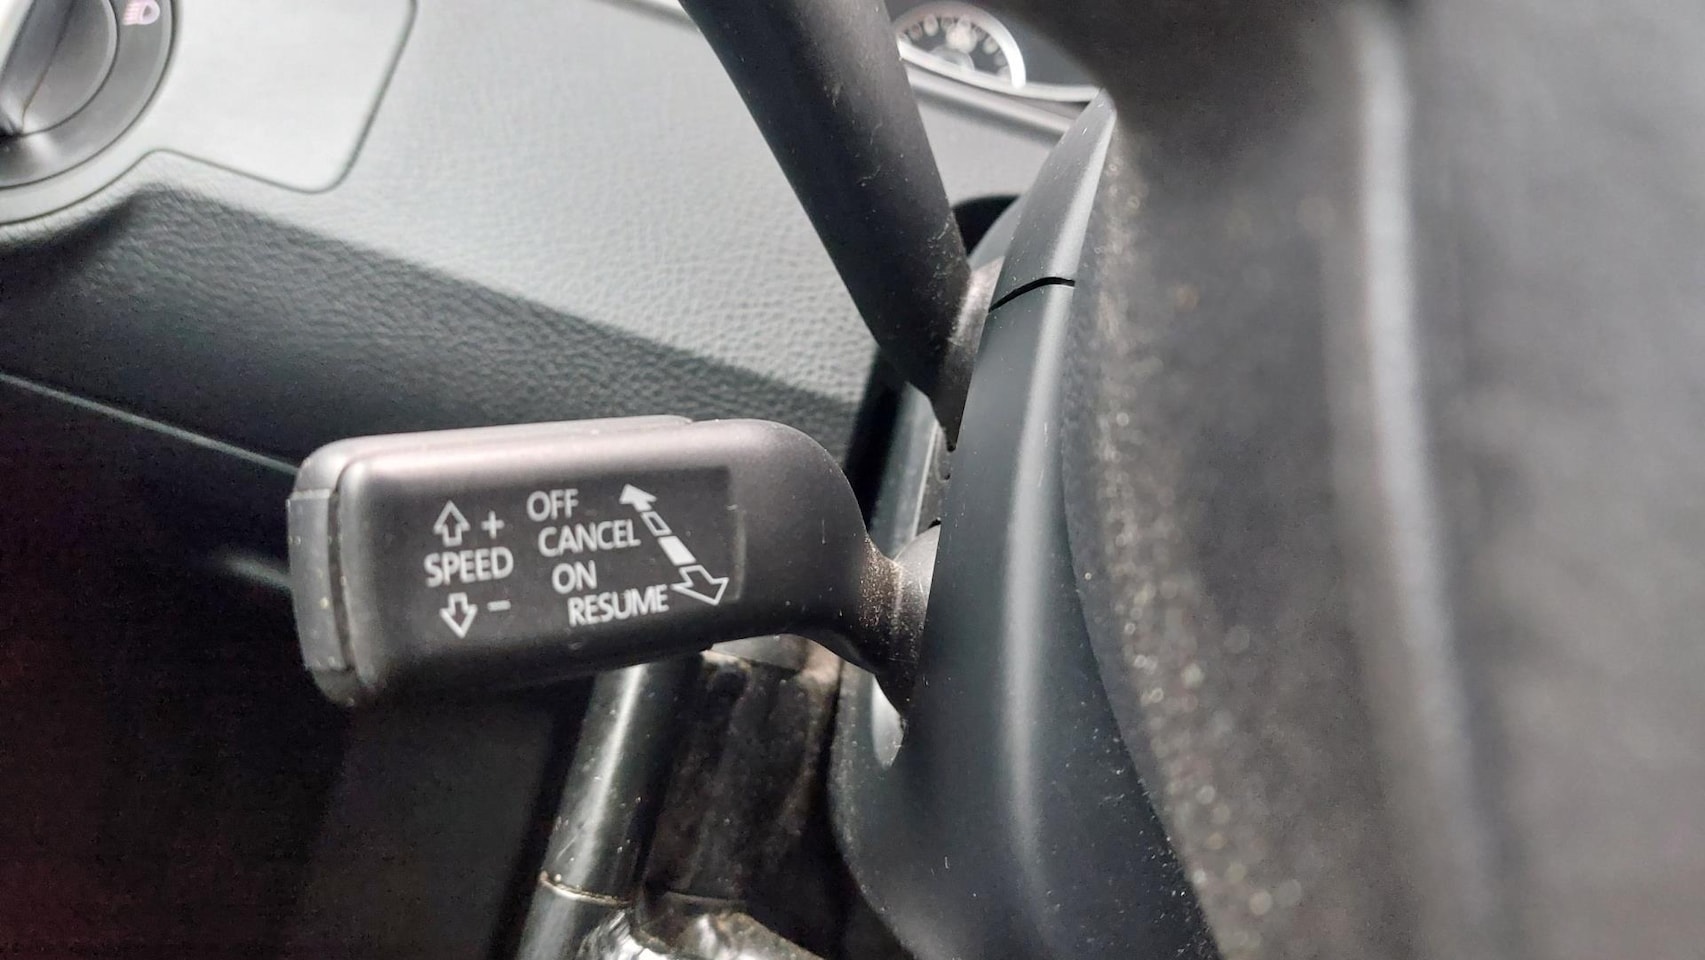 +
SPEED
−
OFF
CANCEL
ON
RESUME